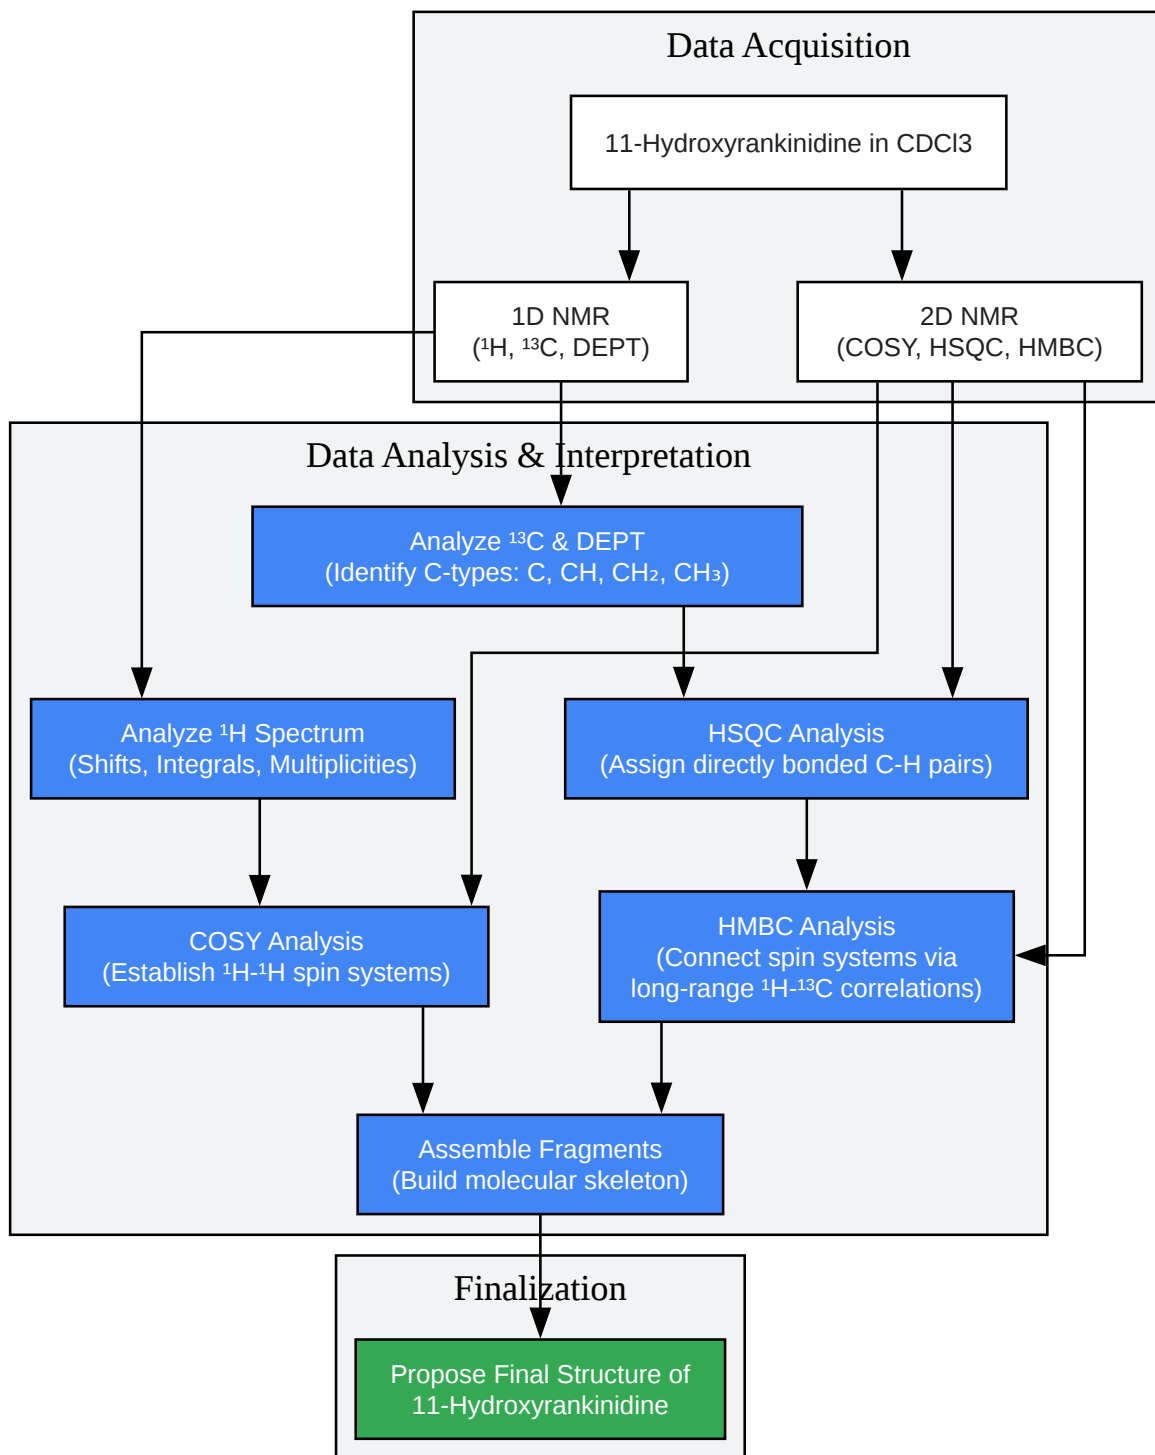 Data Acquisition
11-Hydroxyrankinidine in CDCl3
1D NMR
(¹H, ¹³C, DEPT)
2D NMR
(COSY, HSQC, HMBC)
Data Analysis & Interpretation
Analyze ¹³C & DEPT
(Identify C-types: C, CH, CH₂, CH₃)
Analyze ¹H Spectrum
(Shifts, Integrals, Multiplicities)
HSQC Analysis
(Assign directly bonded C-H pairs)
COSY Analysis
(Establish ¹H-¹H spin systems)
HMBC Analysis
(Connect spin systems via
long-range ¹H-¹³C correlations)
Assemble Fragments
(Build molecular skeleton)
Finalization
Propose Final Structure of
11-Hydroxyrankinidine